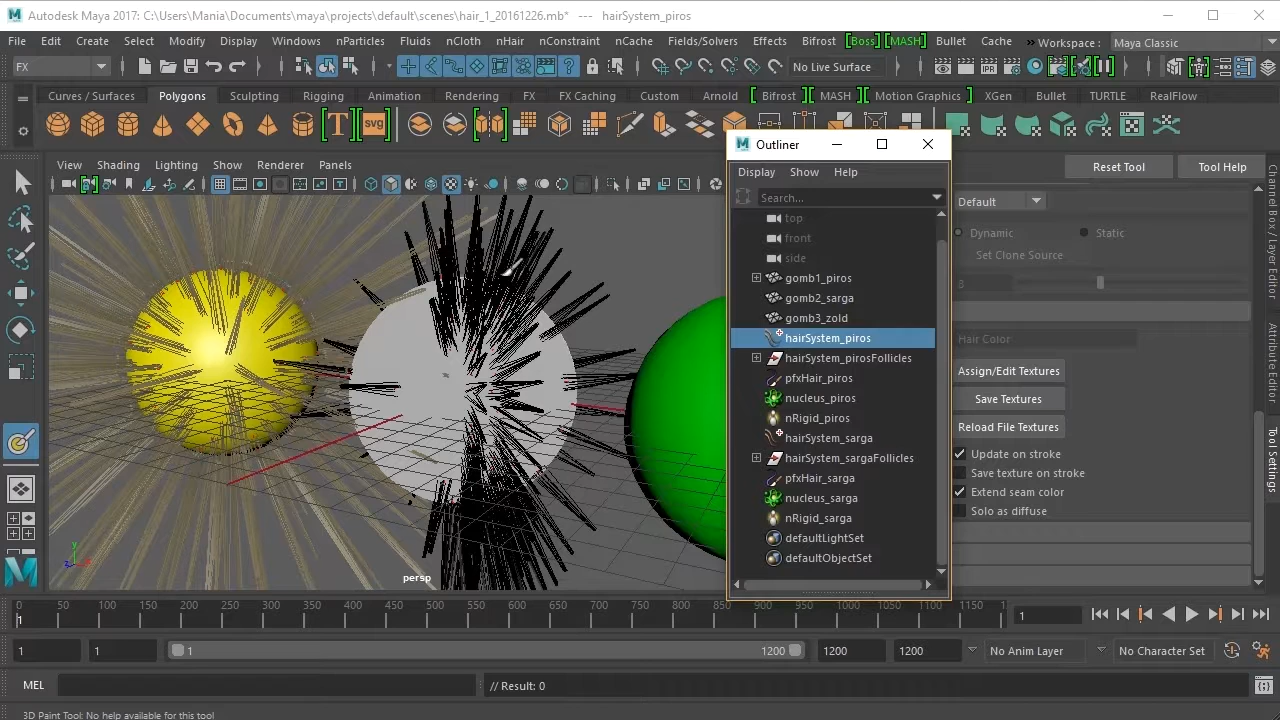 Autodesk Maya 2017: C:\Users\Mania\Documents\maya\projects\default\scenes\hair_1_20161226.mb* --- hairSystem_piros
File Edit Create Select Modify Display Windows nParticles Fluids nCloth nHair nConstraint nCache Fields/Solvers Effects Bifrost [Boss] [MASH] Bullet Cache >> Workspace : Maya Classic
FX No Live Surface
Curves / Surfaces Polygons Sculpting Rigging Animation Rendering FX FX Caching Custom Arnold Bifrost MASH Motion Graphics XGen Bullet TURTLE RealFlow
T svg
View Shading Lighting Show Renderer Panels
Outliner
Reset Tool Tool Help
Display Show Help
Search...
Default
top
front
side
Dynamic Static
Set Clone Source
8
gomb1_piros
gomb2_sarga
gomb3_zold
hairSystem_piros
Hair Color
hairSystem_pirosFollicles
Assign/Edit Textures
pfxHair_piros
nucleus_piros
Save Textures
nRigid_piros
Reload File Textures
hairSystem_sarga
hairSystem_sargaFollicles
Update on stroke
pfxHair_sarga
Save texture on stroke
nucleus_sarga
Extend seam color
nRigid_sarga
Solo as diffuse
defaultLightSet
defaultObjectSet
Channel Box / Layer Editor
Attribute Editor
Tool Settings
y
persp
0 50 100 150 200 250 300 350 400 450 500 550 600 650 700 750 800 850 900 950 1000 1050 1100 1150 1
1
1
1 1 1 1200 1200 1200 No Anim Layer No Character Set
MEL // Result: 0
3D Paint Tool: No help available for this tool